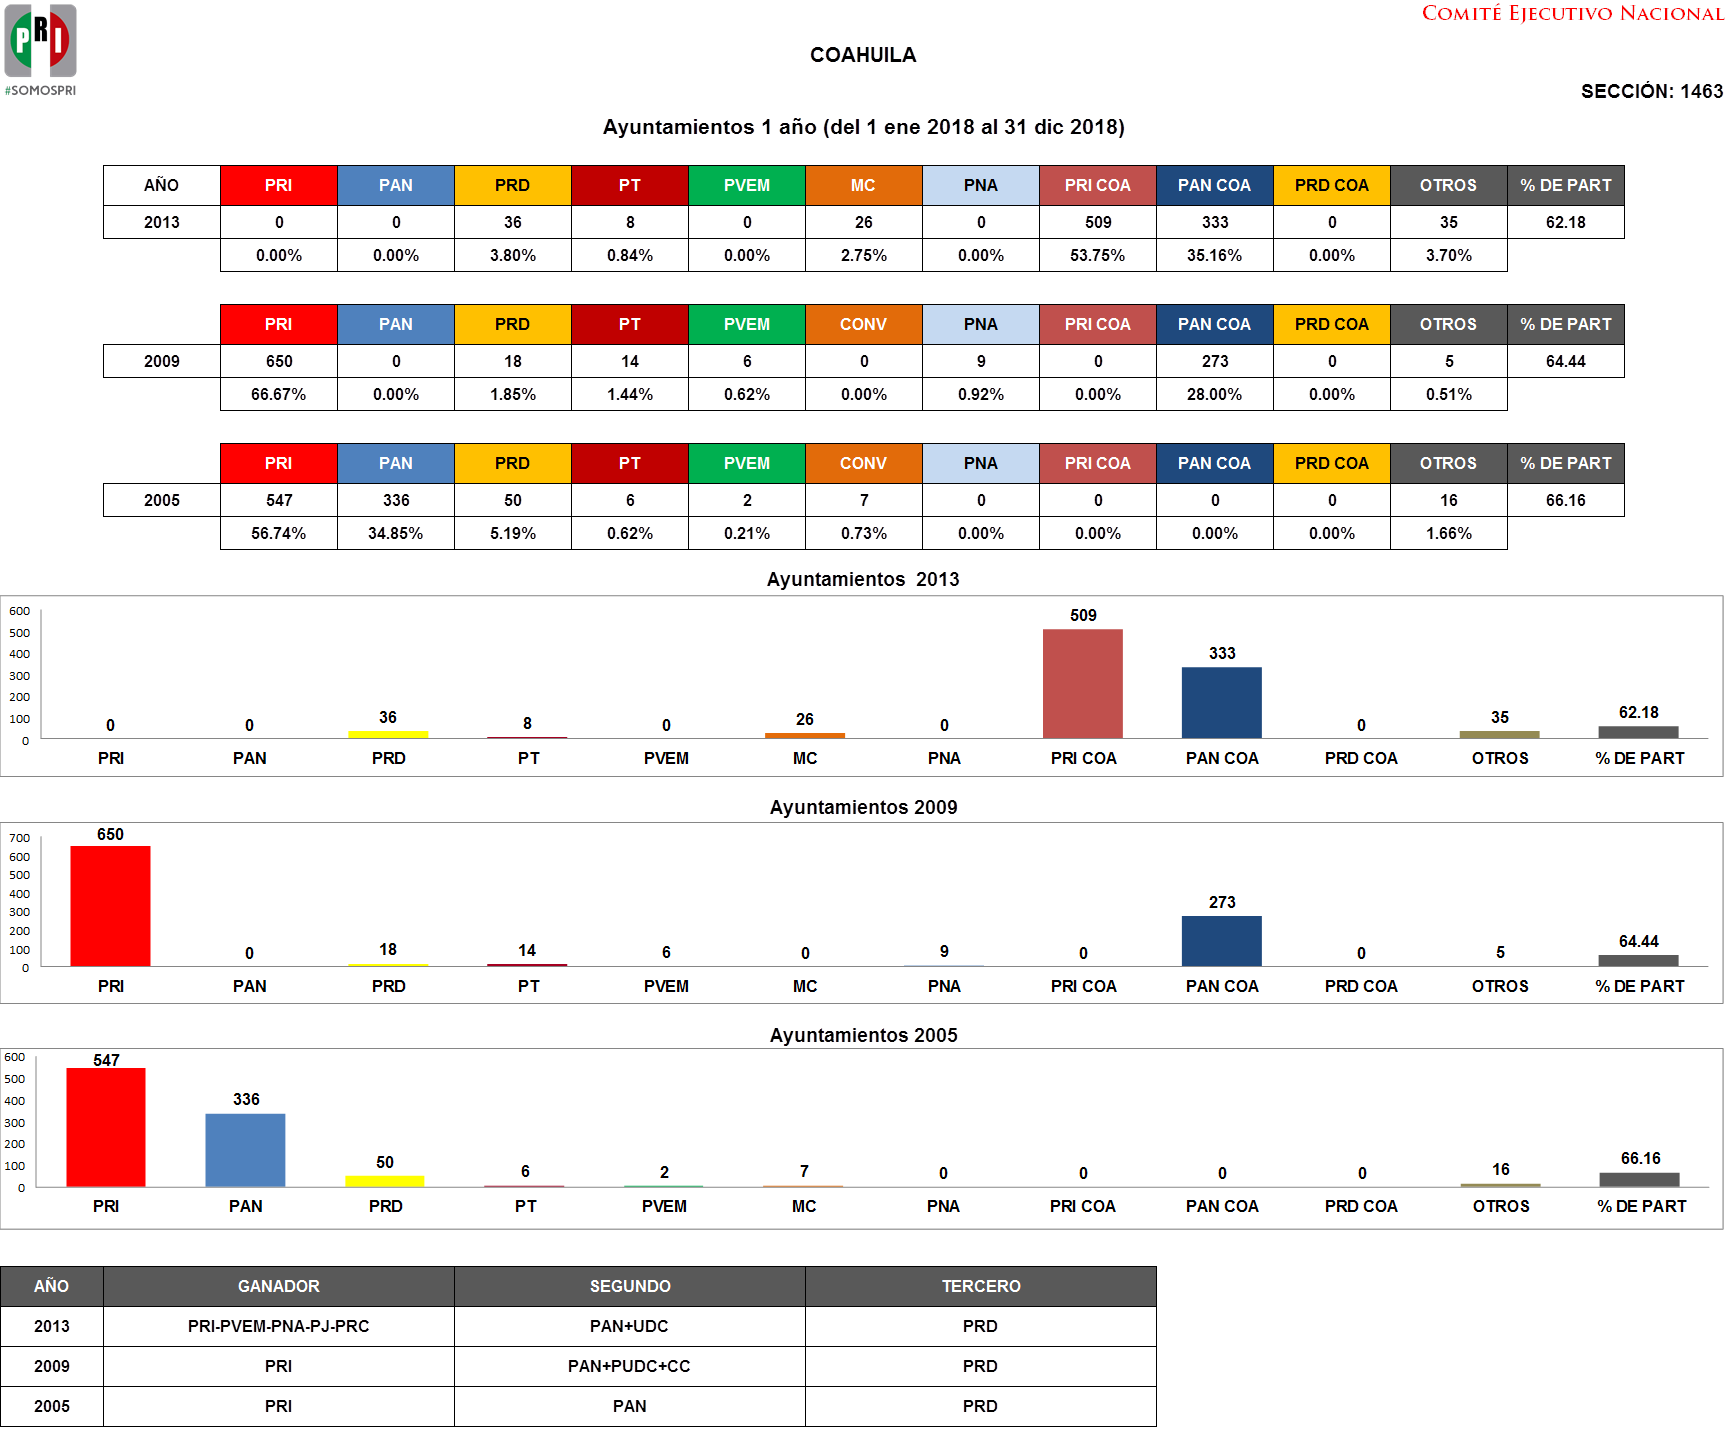 PRI
#SOMOSPRI
COMITÉ EJECUTIVO NACIONAL
COAHUILA
SECCIÓN: 1463
Ayuntamientos 1 año (del 1 ene 2018 al 31 dic 2018)
AÑO PRI PAN PRD PT PVEM MC PNA PRI COA PAN COA PRD COA OTROS % DE PART
2013 0 0 36 8 0 26 0 509 333 0 35 62.18
0.00% 0.00% 3.80% 0.84% 0.00% 2.75% 0.00% 53.75% 35.16% 0.00% 3.70%
PRI PAN PRD PT PVEM CONV PNA PRI COA PAN COA PRD COA OTROS % DE PART
2009 650 0 18 14 6 0 9 0 273 0 5 64.44
66.67% 0.00% 1.85% 1.44% 0.62% 0.00% 0.92% 0.00% 28.00% 0.00% 0.51%
PRI PAN PRD PT PVEM CONV PNA PRI COA PAN COA PRD COA OTROS % DE PART
2005 547 336 50 6 2 7 0 0 0 0 16 66.16
56.74% 34.85% 5.19% 0.62% 0.21% 0.73% 0.00% 0.00% 0.00% 0.00% 1.66%
Ayuntamientos 2013
600
500
400
300
200
100
0
0 0 36 8 0 26 0 509 333 0 35 62.18
PRI PAN PRD PT PVEM MC PNA PRI COA PAN COA PRD COA OTROS % DE PART
Ayuntamientos 2009
700
600
500
400
300
200
100
0
650 0 18 14 6 0 9 0 273 0 5 64.44
PRI PAN PRD PT PVEM MC PNA PRI COA PAN COA PRD COA OTROS % DE PART
Ayuntamientos 2005
600
500
400
300
200
100
0
547 336 50 6 2 7 0 0 0 0 16 66.16
PRI PAN PRD PT PVEM MC PNA PRI COA PAN COA PRD COA OTROS % DE PART
AÑO GANADOR SEGUNDO TERCERO
2013 PRI-PVEM-PNA-PJ-PRC PAN+UDC PRD
2009 PRI PAN+PUDC+CC PRD
2005 PRI PAN PRD